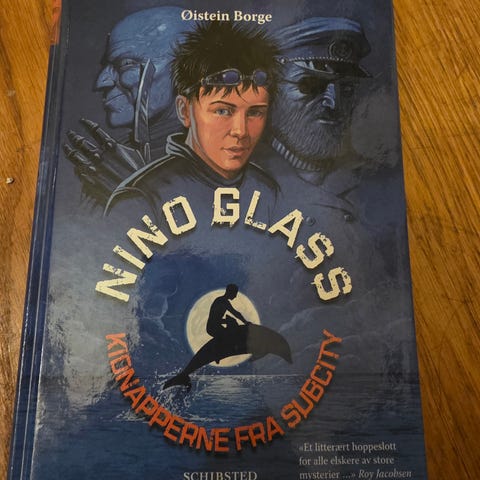 Øistein Borge
NINO GLASS
KIDNAPPERNE FRA SUBCITY
«Et litterært hoppeslott
for alle elskere av store
mysterier ...» Roy Jacobsen
SCHIBSTED